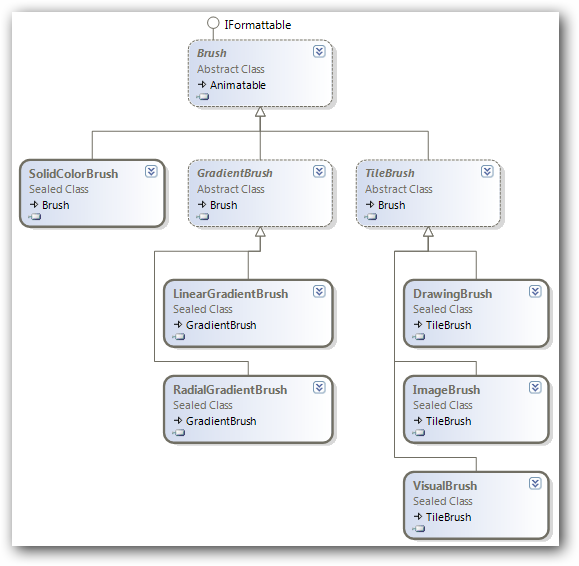 IFormattable
Brush
Abstract Class
Animatable
SolidColorBrush
Sealed Class
Brush
GradientBrush
Abstract Class
Brush
TileBrush
Abstract Class
Brush
LinearGradientBrush
Sealed Class
GradientBrush
DrawingBrush
Sealed Class
TileBrush
RadialGradientBrush
Sealed Class
GradientBrush
ImageBrush
Sealed Class
TileBrush
VisualBrush
Sealed Class
TileBrush